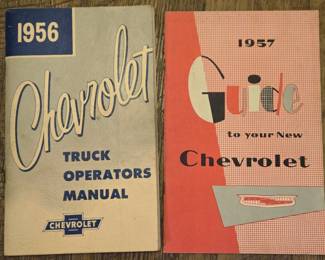 1956
Chevrolet
TRUCK
OPERATORS
MANUAL
CHEVROLET
1957
Guide
to your New
Chevrolet